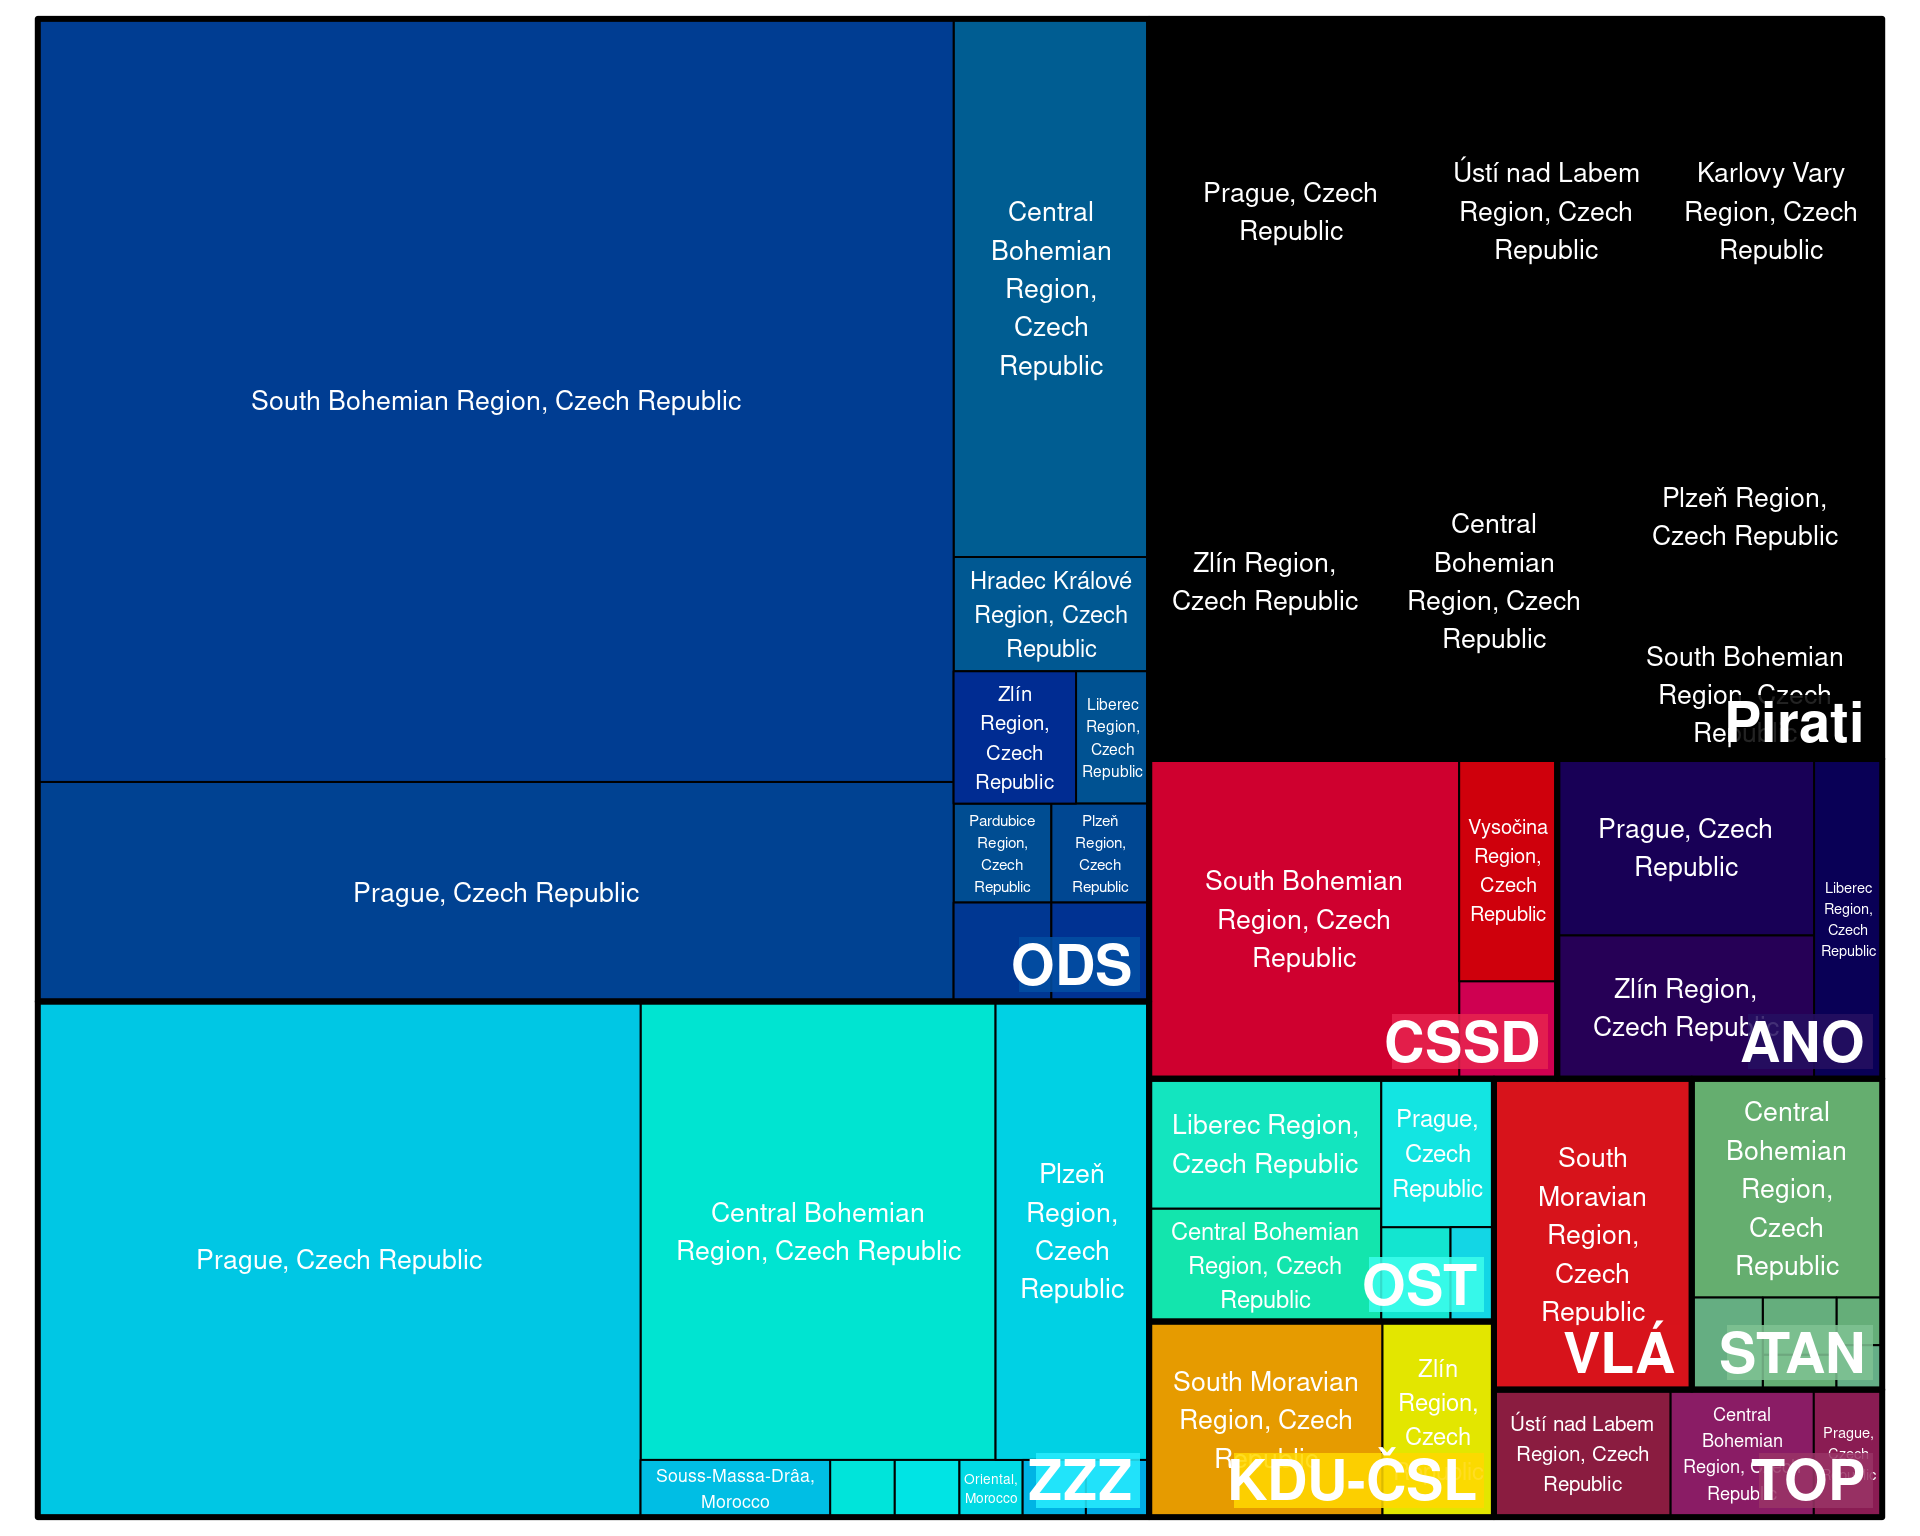 South Bohemian Region, Czech Republic
Prague, Czech Republic
Central
Bohemian
Region,
Czech
Republic
Hradec Králové
Region, Czech
Republic
Zlín
Region,
Czech
Republic
Liberec
Region,
Czech
Republic
Pardubice
Region,
Czech
Republic
Plzeň
Region,
Czech
Republic
ODS
Prague, Czech
Republic
Ústí nad Labem
Region, Czech
Republic
Karlovy Vary
Region, Czech
Republic
Zlín Region,
Czech Republic
Central
Bohemian
Region, Czech
Republic
Plzeň Region,
Czech Republic
South Bohemian
Region, Czech
Republic
Pirati
South Bohemian
Region, Czech
Republic
Vysočina
Region,
Czech
Republic
CSSD
Prague, Czech
Republic
Zlín Region,
Czech Republic
Liberec
Region,
Czech
Republic
ANO
Prague, Czech Republic
Central Bohemian
Region, Czech Republic
Plzeň
Region,
Czech
Republic
Souss-Massa-Drâa,
Morocco
Oriental,
Morocco
ZZZ
Liberec Region,
Czech Republic
Prague,
Czech
Republic
Central Bohemian
Region, Czech
Republic
OST
South Moravian
Region, Czech
Republic
Zlín
Region,
Czech
Republic
KDU-ČSL
South
Moravian
Region,
Czech
Republic
VLÁ
Central
Bohemian
Region,
Czech
Republic
STAN
Ústí nad Labem
Region, Czech
Republic
Central
Bohemian
Region, Czech
Republic
Prague,
Czech
Republic
TOP